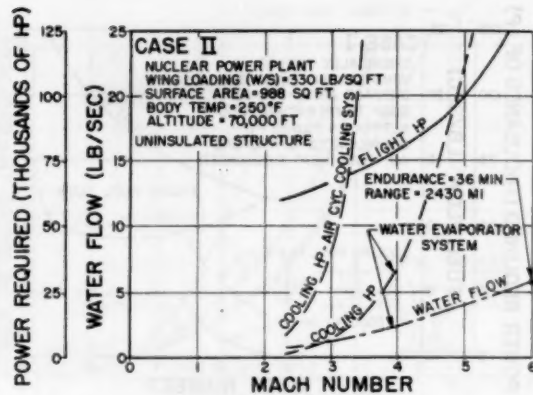 CASE II
NUCLEAR POWER PLANT
WING LOADING (W/S) = 330 LB/SQ FT
SURFACE AREA = 988 SQ FT
BODY TEMP = 250 °F
ALTITUDE = 70,000 FT
UNINSULATED STRUCTURE
POWER REQUIRED (THOUSANDS OF HP)
125
100
75
50
25
0
WATER FLOW (LB/SEC)
25
20
15
10
5
0
COOLING HP-AIR CYC COOLING SYS
FLIGHT HP
ENDURANCE = 36 MIN
RANGE = 2430 MI
WATER EVAPORATOR
SYSTEM
COOLING HP
WATER FLOW
0 1 2 3 4 5 6
MACH NUMBER